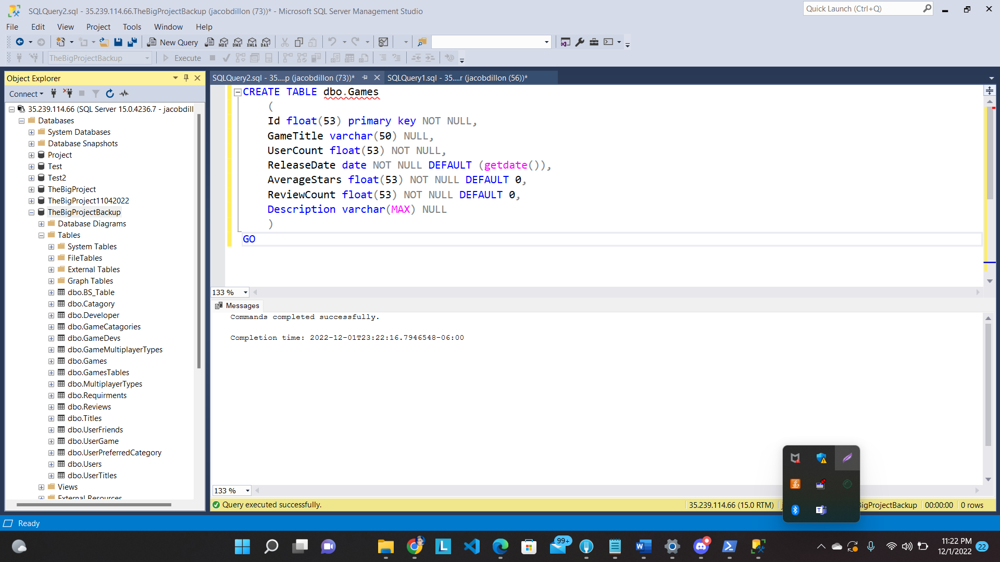 SQLQuery2.sql - 35.239.114.66.TheBigProjectBackup (jacobdillon (73))* - Microsoft SQL Server Management Studio
Quick Launch (Ctrl+Q)
File Edit View Project Tools Window Help
New Query MDX DMX XMLA DAX
TheBigProjectBackup Execute
Object Explorer
Connect
35.239.114.66 (SQL Server 15.0.4236.7 - jacobdill
Databases
System Databases
Database Snapshots
Project
Test
Test2
TheBigProject
TheBigProject11042022
TheBigProjectBackup
Database Diagrams
Tables
System Tables
FileTables
External Tables
Graph Tables
dbo.BS_Table
dbo.Catagory
dbo.Developer
dbo.GameCatagories
dbo.GameDevs
dbo.GameMultiplayerTypes
dbo.Games
dbo.GamesTables
dbo.MultiplayerTypes
dbo.Requirments
dbo.Reviews
dbo.Titles
dbo.UserFriends
dbo.UserGame
dbo.UserPreferredCategory
dbo.Users
dbo.UserTitles
Views
External Resources
SQLQuery2.sql - 35....p (jacobdillon (73))* SQLQuery1.sql - 35....r (jacobdillon (56))*
CREATE TABLE dbo.Games
(
Id float(53) primary key NOT NULL,
GameTitle varchar(50) NULL,
UserCount float(53) NOT NULL,
ReleaseDate date NOT NULL DEFAULT (getdate()),
AverageStars float(53) NOT NULL DEFAULT 0,
ReviewCount float(53) NOT NULL DEFAULT 0,
Description varchar(MAX) NULL
)
GO
133 %
Messages
Commands completed successfully.
Completion time: 2022-12-01T23:22:16.7946548-06:00
133 %
Query executed successfully. 35.239.114.66 (15.0 RTM) igProjectBackup 00:00:00 0 rows
Ready
99+
11:22 PM
12/1/2022 22